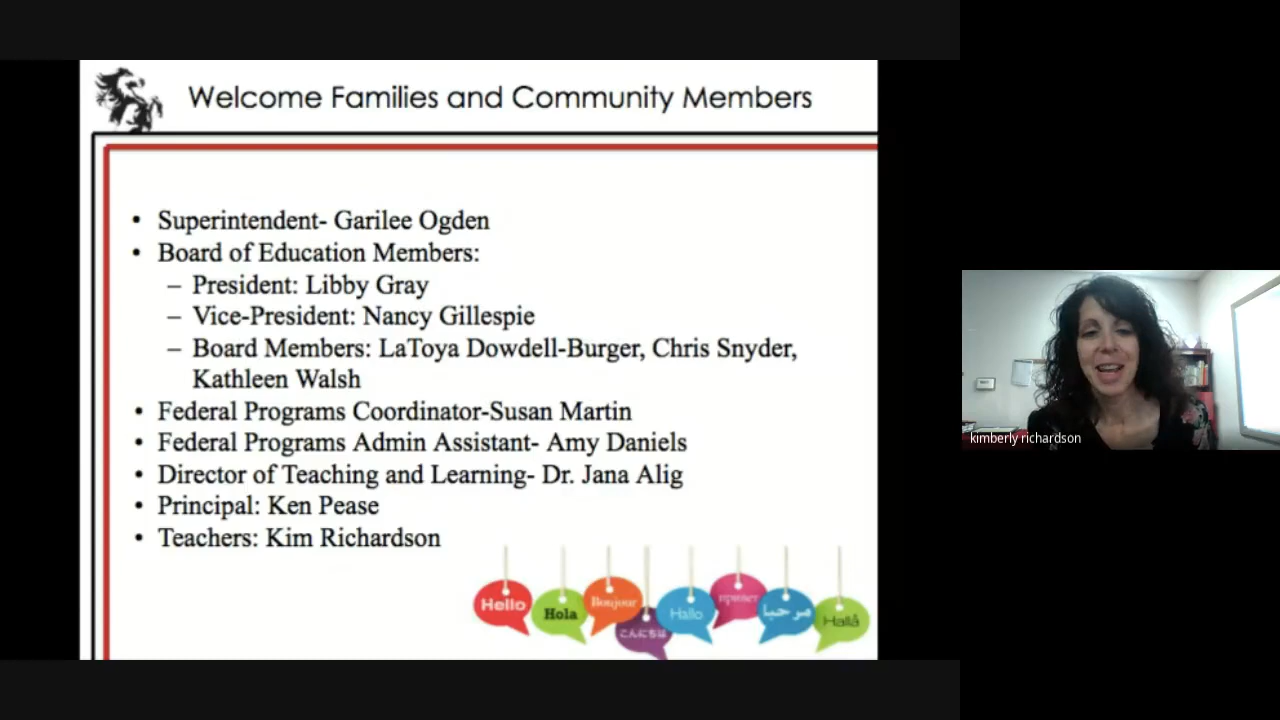 Welcome Families and Community Members
• Superintendent- Garilee Ogden
• Board of Education Members:
– President: Libby Gray
– Vice-President: Nancy Gillespie
– Board Members: LaToya Dowdell-Burger, Chris Snyder,
Kathleen Walsh
• Federal Programs Coordinator-Susan Martin
• Federal Programs Admin Assistant- Amy Daniels
• Director of Teaching and Learning- Dr. Jana Alig
• Principal: Ken Pease
• Teachers: Kim Richardson
Hello
Hola
Bonjour
こんにちは
Hallo
привет
مرحبا
Hallå
kimberly richardson